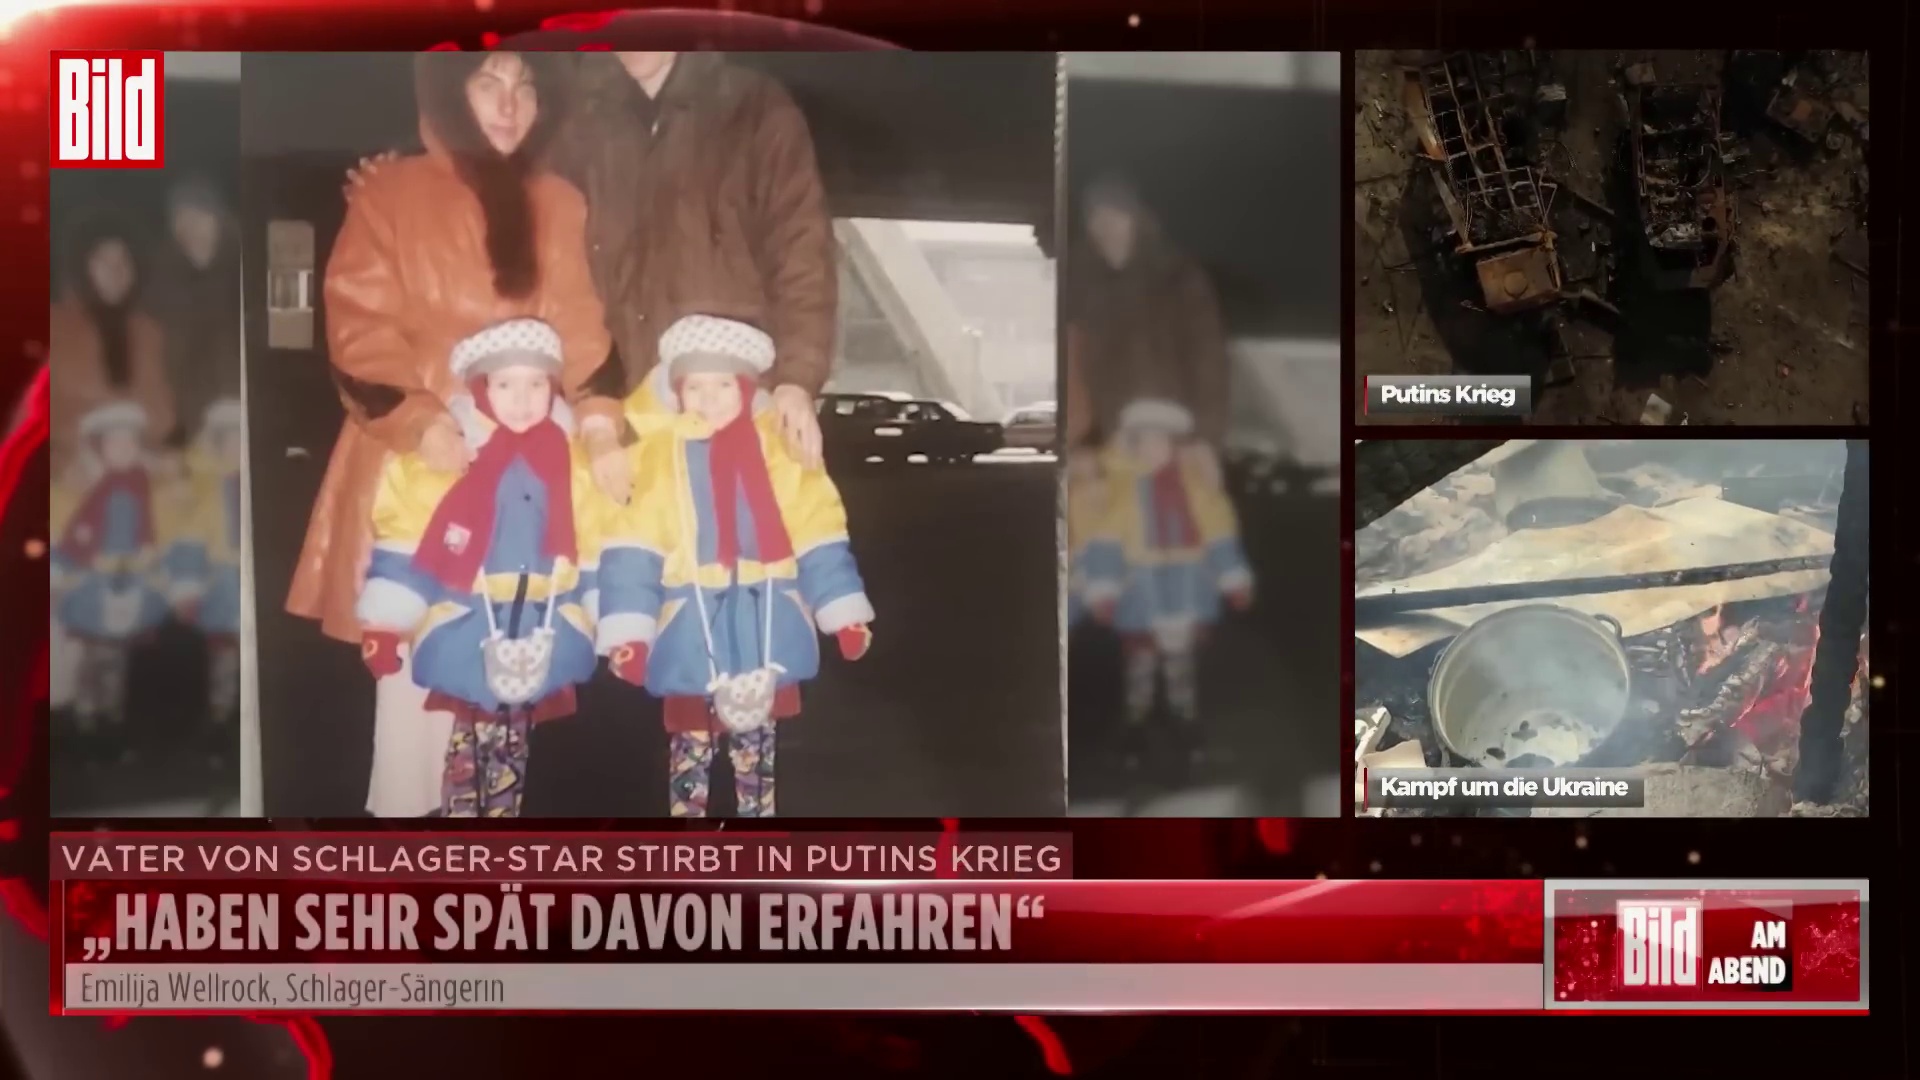 Bild
Putins Krieg
Kampf um die Ukraine
VATER VON SCHLAGER-STAR STIRBT IN PUTINS KRIEG
„HABEN SEHR SPÄT DAVON ERFAHREN“
Emilija Wellrock, Schlager-Sängerin
Bild
AM
ABEND